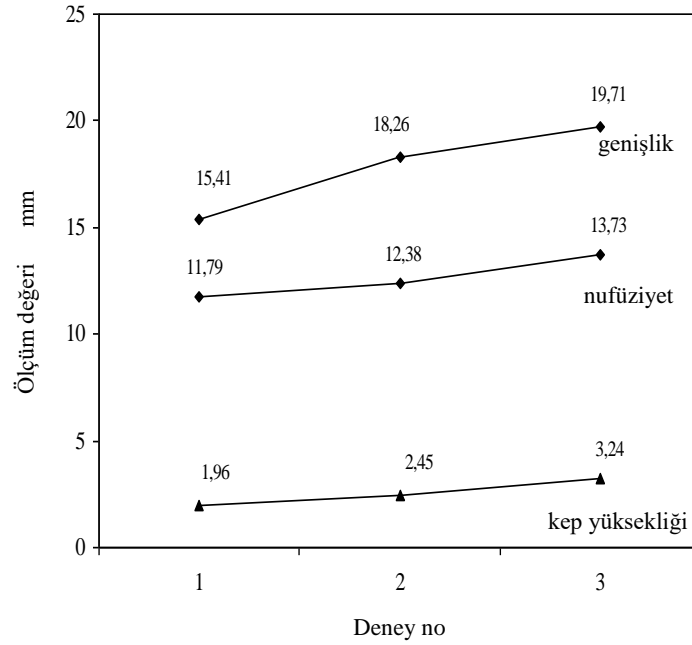 25
20
15
10
5
0
Ölçüm değeri mm
19,71
18,26
15,41
genişlik
13,73
12,38
11,79
nufüziyet
3,24
2,45
1,96
kep yüksekliği
1 2 3
Deney no